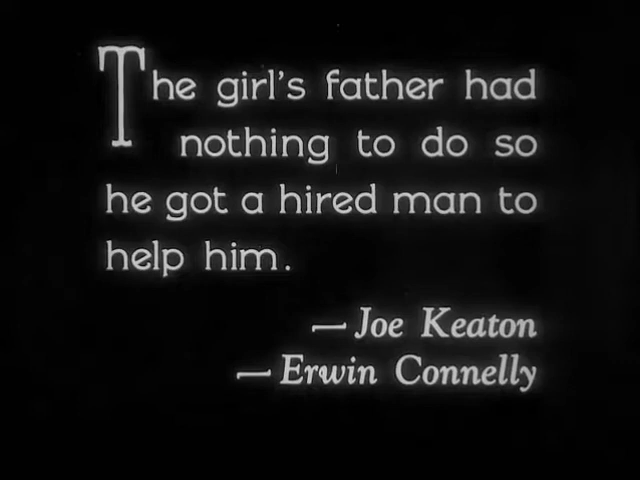 The girl's father had
nothing to do so
he got a hired man to
help him.
— Joe Keaton
— Erwin Connelly